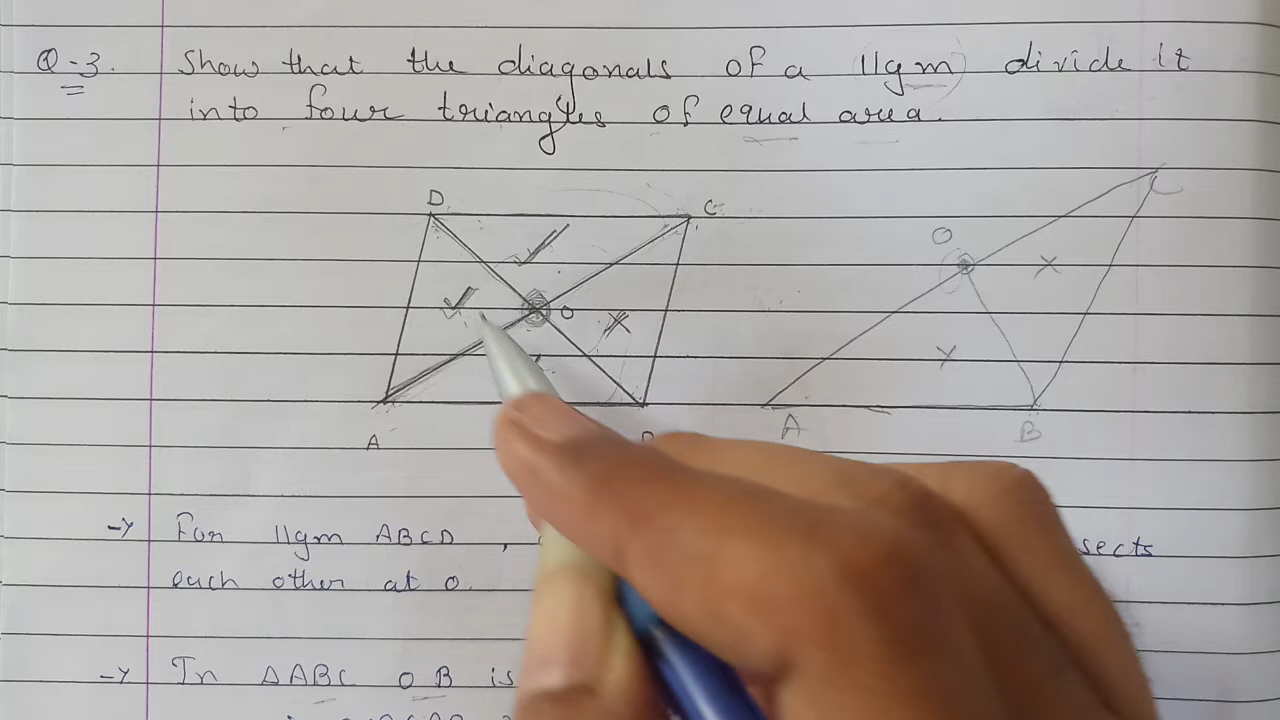 Q-3. Show that the diagonals of a ||gm divide it
into four triangles of equal area.
D C
O
O
A
A B
→ For ||gm ABCD, sects
each other at O.
→ In △ABC OB is